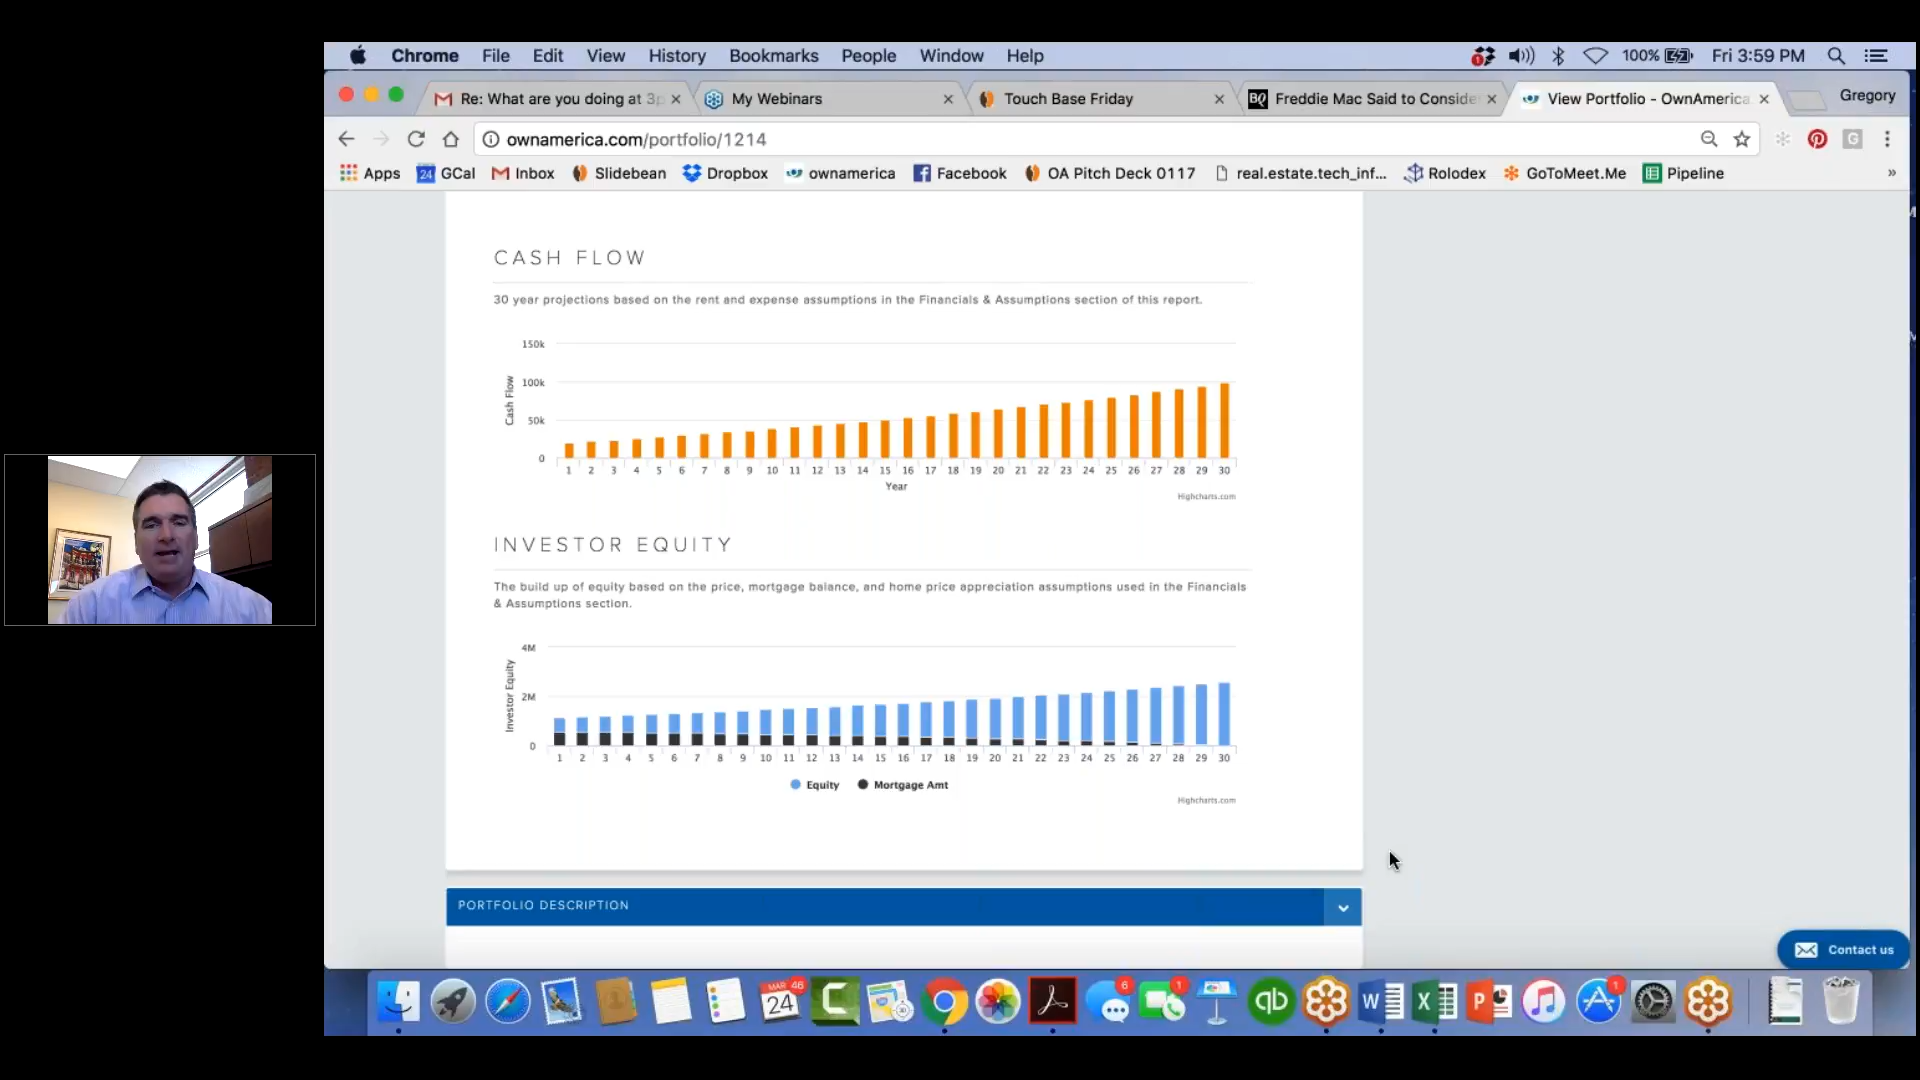 Chrome File Edit View History Bookmarks People Window Help 100% Fri 3:59 PM
Re: What are you doing at 3p My Webinars Touch Base Friday BQ Freddie Mac Said to Conside View Portfolio - OwnAmerica Gregory
ownamerica.com/portfolio/1214
Apps 24 GCal Inbox Slidebean Dropbox ownamerica Facebook OA Pitch Deck 0117 real.estate.tech_inf... Rolodex GoToMeet.Me Pipeline »
CASH FLOW
30 year projections based on the rent and expense assumptions in the Financials & Assumptions section of this report.
150k
100k
50k
0
Cash Flow
1 2 3 4 5 6 7 8 9 10 11 12 13 14 15 16 17 18 19 20 21 22 23 24 25 26 27 28 29 30
Year
Highcharts.com
INVESTOR EQUITY
The build up of equity based on the price, mortgage balance, and home price appreciation assumptions used in the Financials
& Assumptions section.
4M
2M
0
Investor Equity
1 2 3 4 5 6 7 8 9 10 11 12 13 14 15 16 17 18 19 20 21 22 23 24 25 26 27 28 29 30
Equity Mortgage Amt
Highcharts.com
PORTFOLIO DESCRIPTION
Contact us
MAR 46 24 6 1 qb W X P 1